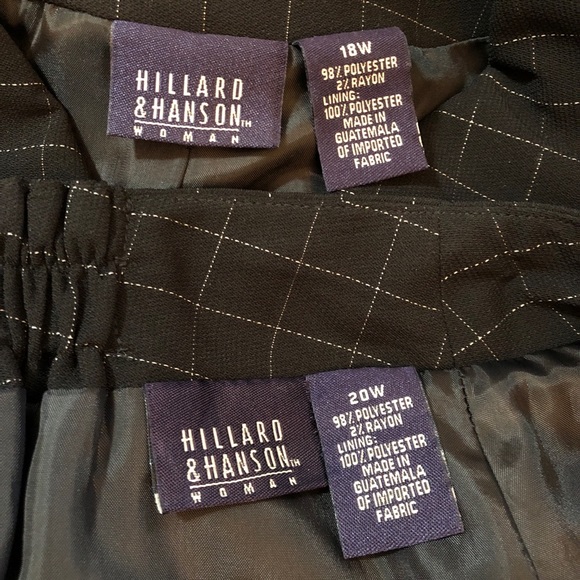 HILLARD
& HANSON™
WOMAN
18W
98% POLYESTER
2% RAYON
LINING:
100% POLYESTER
MADE IN
GUATEMALA
OF IMPORTED
FABRIC
HILLARD
& HANSON™
WOMAN
20W
98% POLYESTER
2% RAYON
LINING:
100% POLYESTER
MADE IN
GUATEMALA
OF IMPORTED
FABRIC